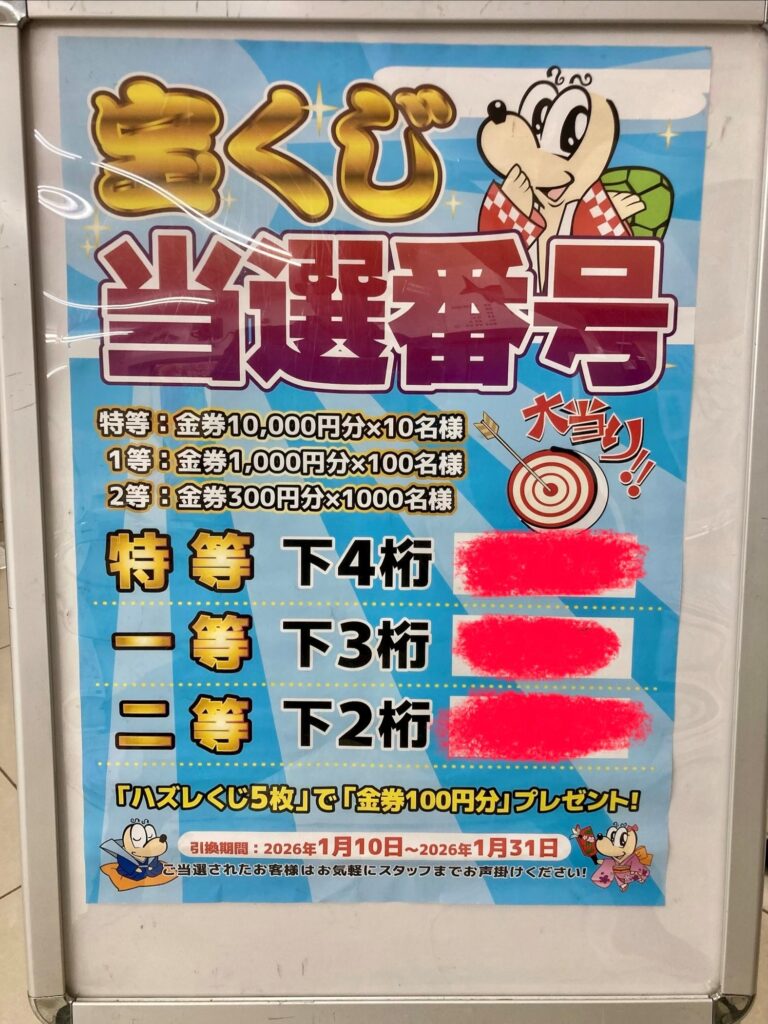 宝くじ
当選番号
特等：金券10,000円分×10名様
1等：金券1,000円分×100名様
2等：金券300円分×1000名様
大当り!!
特等 下4桁
一等 下3桁
二等 下2桁
「ハズレくじ5枚」で「金券100円分」プレゼント!
引換期間：2026年1月10日～2026年1月31日
ご当選されたお客様はお気軽にスタッフまでお声掛けください!